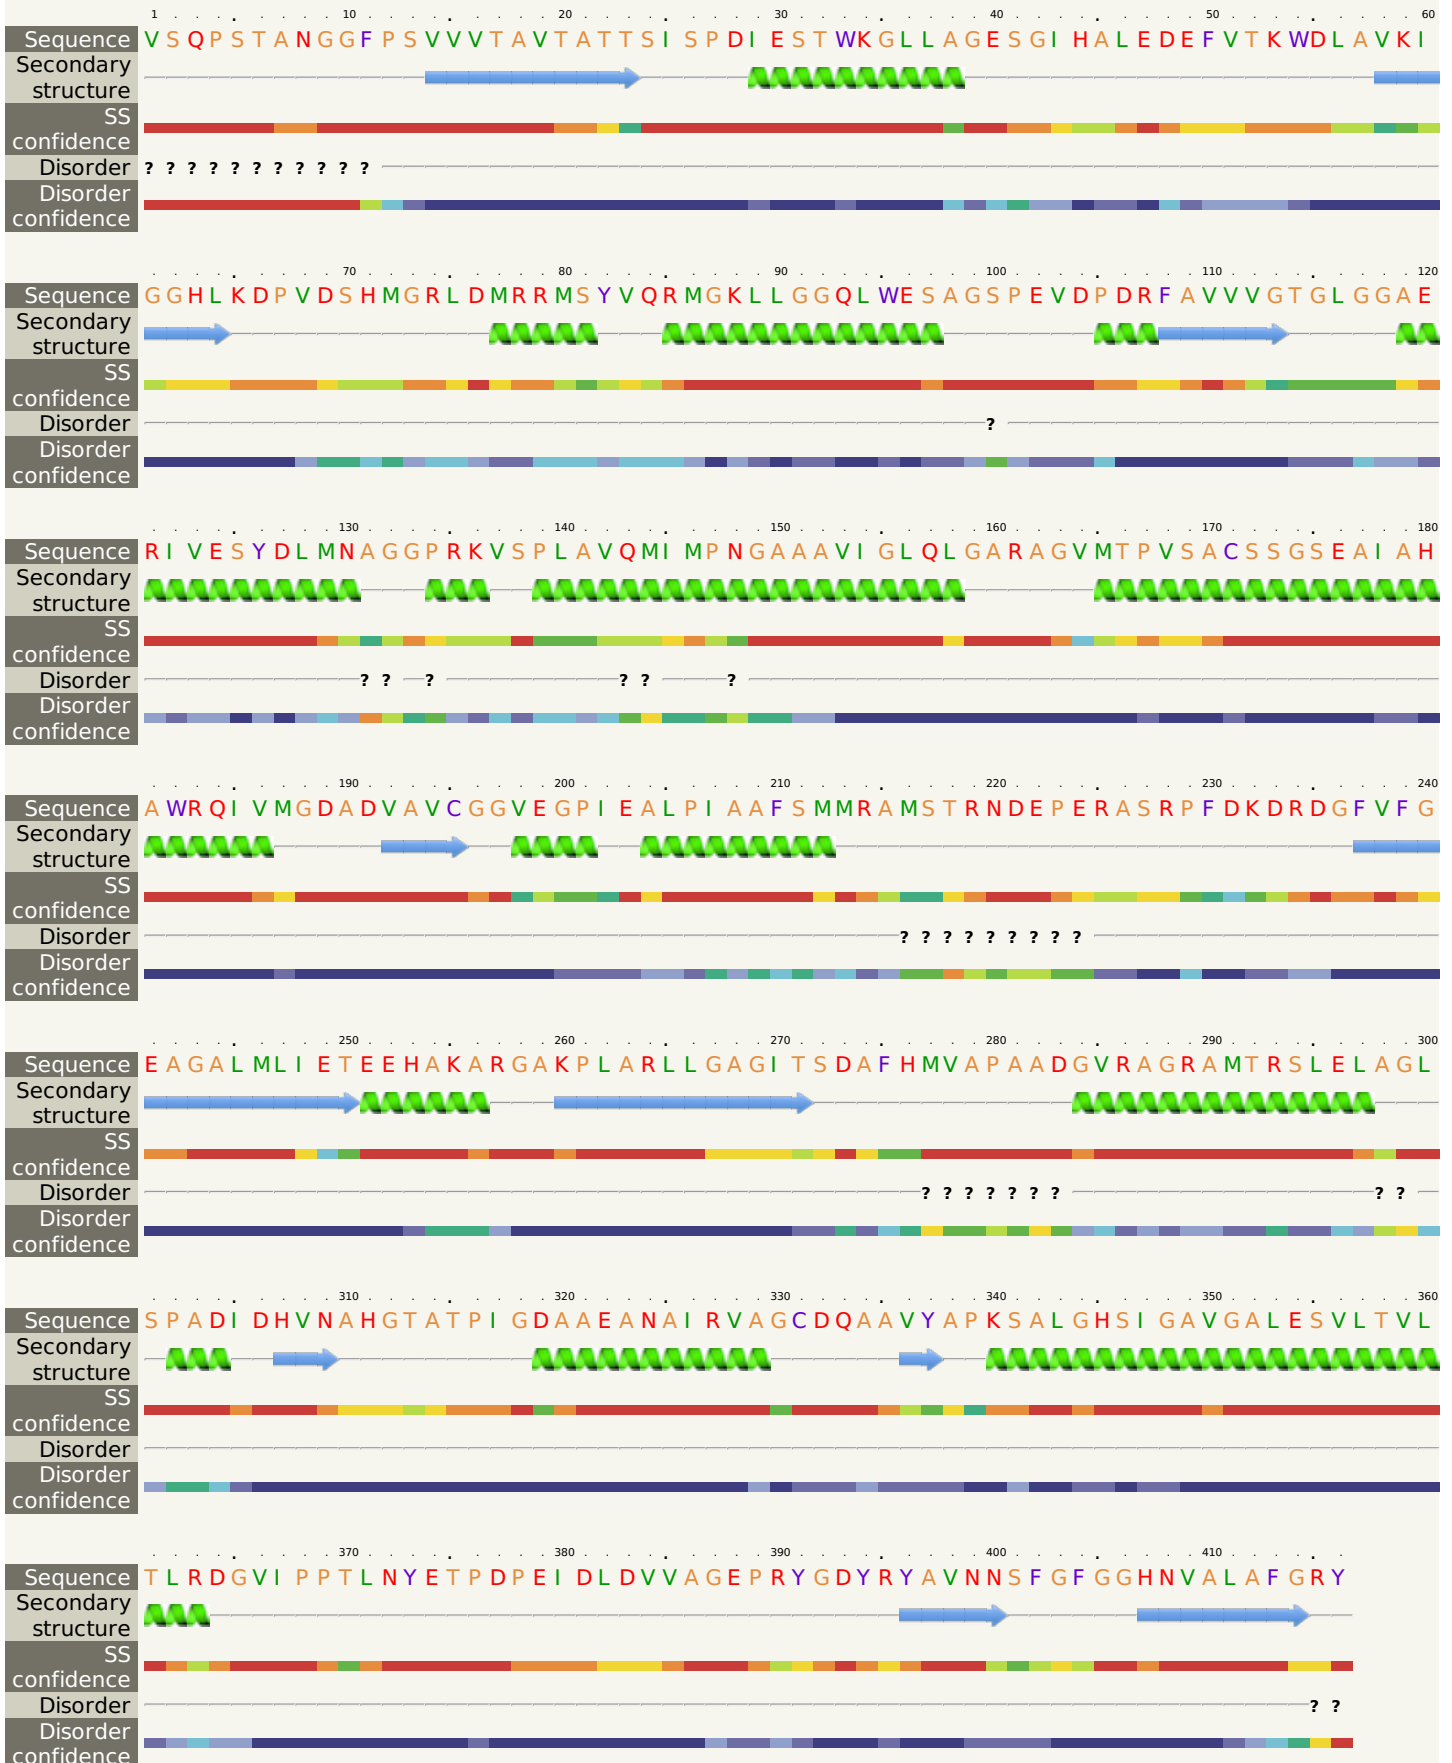 1 10 20 30 40 50 60
Sequence VSQPSTANGGFPSVVVTAVTATTSISPDIESTWKGLLAGESGIHALEDEFVTKWDLAVKI
Secondary
structure
SS
confidence
Disorder ? ? ? ? ? ? ? ? ? ? ?
Disorder
confidence
70 80 90 100 110 120
Sequence GGHLKDPVDSHMGRLDMRRMSYVQRMGKLLGGQLWESAGSPEVDPDRFAVVVGTGLGGAE
Secondary
structure
SS
confidence
Disorder ?
Disorder
confidence
130 140 150 160 170 180
Sequence RIVESYDLMNAGGPRKVSPLAVQMIMPNGAAAVIGLQLGARAGVMTPVSACSSGSEAIAH
Secondary
structure
SS
confidence
Disorder ? ? ? ? ? ?
Disorder
confidence
190 200 210 220 230 240
Sequence AWRQIVMGDADVAVCGGVEGPIEALPIAAFSMMRAMSTRNDEPERASRPFDKDRDGFVFG
Secondary
structure
SS
confidence
Disorder ? ? ? ? ? ? ? ? ?
Disorder
confidence
250 260 270 280 290 300
Sequence EAGALMLIETEEHAKARGAKPLARLLGAGITSDAFHMVAPAADGVRAGRAMTRSLELAGL
Secondary
structure
SS
confidence
Disorder ? ? ? ? ? ? ? ? ?
Disorder
confidence
310 320 330 340 350 360
Sequence SPADIDHVNAHGTATPIGDAAEANAIRVAGCDQAAVYAPKSALGHSIGAVGALESVLTVL
Secondary
structure
SS
confidence
Disorder
Disorder
confidence
370 380 390 400 410
Sequence TLRDGVIPPTLNYETPDPEIDLDVVAGEPRYGDYRYAVNNSFGFGGHNVALAFGRY
Secondary
structure
SS
confidence
Disorder ? ?
Disorder
confidence